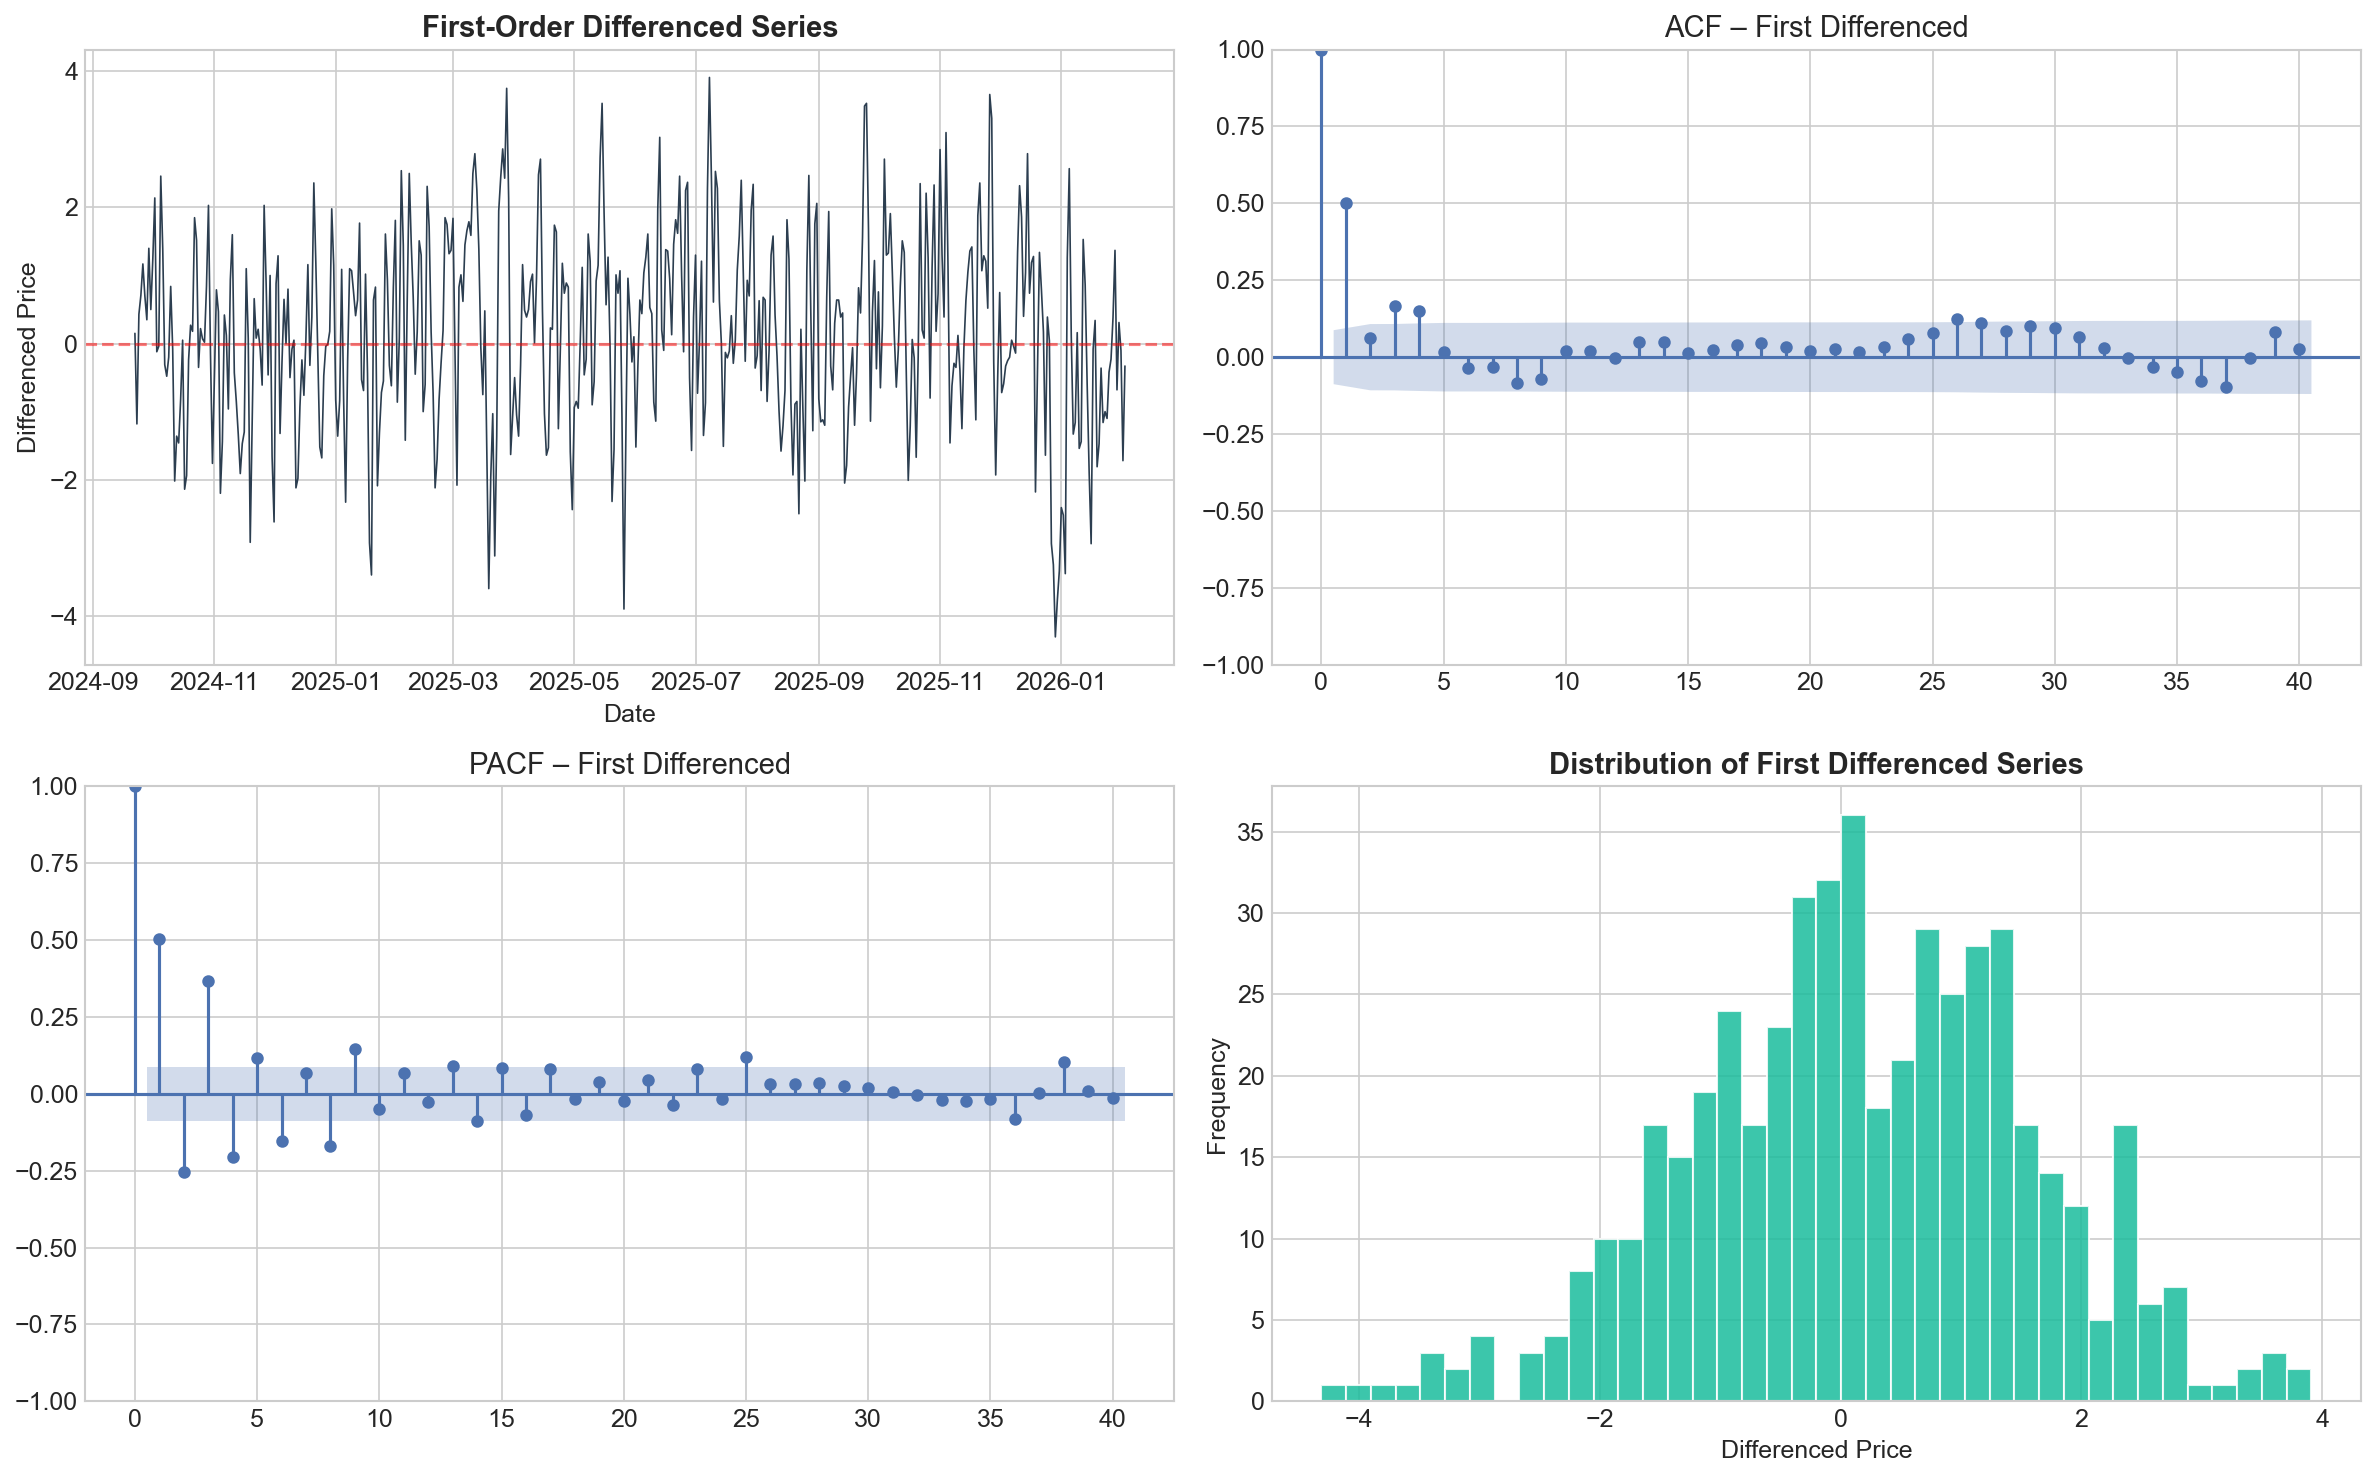 First-Order Differenced Series
4
2
0
−2
−4
Differenced Price
2024-09 2024-11 2025-01 2025-03 2025-05 2025-07 2025-09 2025-11 2026-01
Date
ACF – First Differenced
1.00
0.75
0.50
0.25
0.00
−0.25
−0.50
−0.75
−1.00
0 5 10 15 20 25 30 35 40
PACF – First Differenced
1.00
0.75
0.50
0.25
0.00
−0.25
−0.50
−0.75
−1.00
0 5 10 15 20 25 30 35 40
Distribution of First Differenced Series
35
30
25
20
15
10
5
0
Frequency
−4 −2 0 2 4
Differenced Price